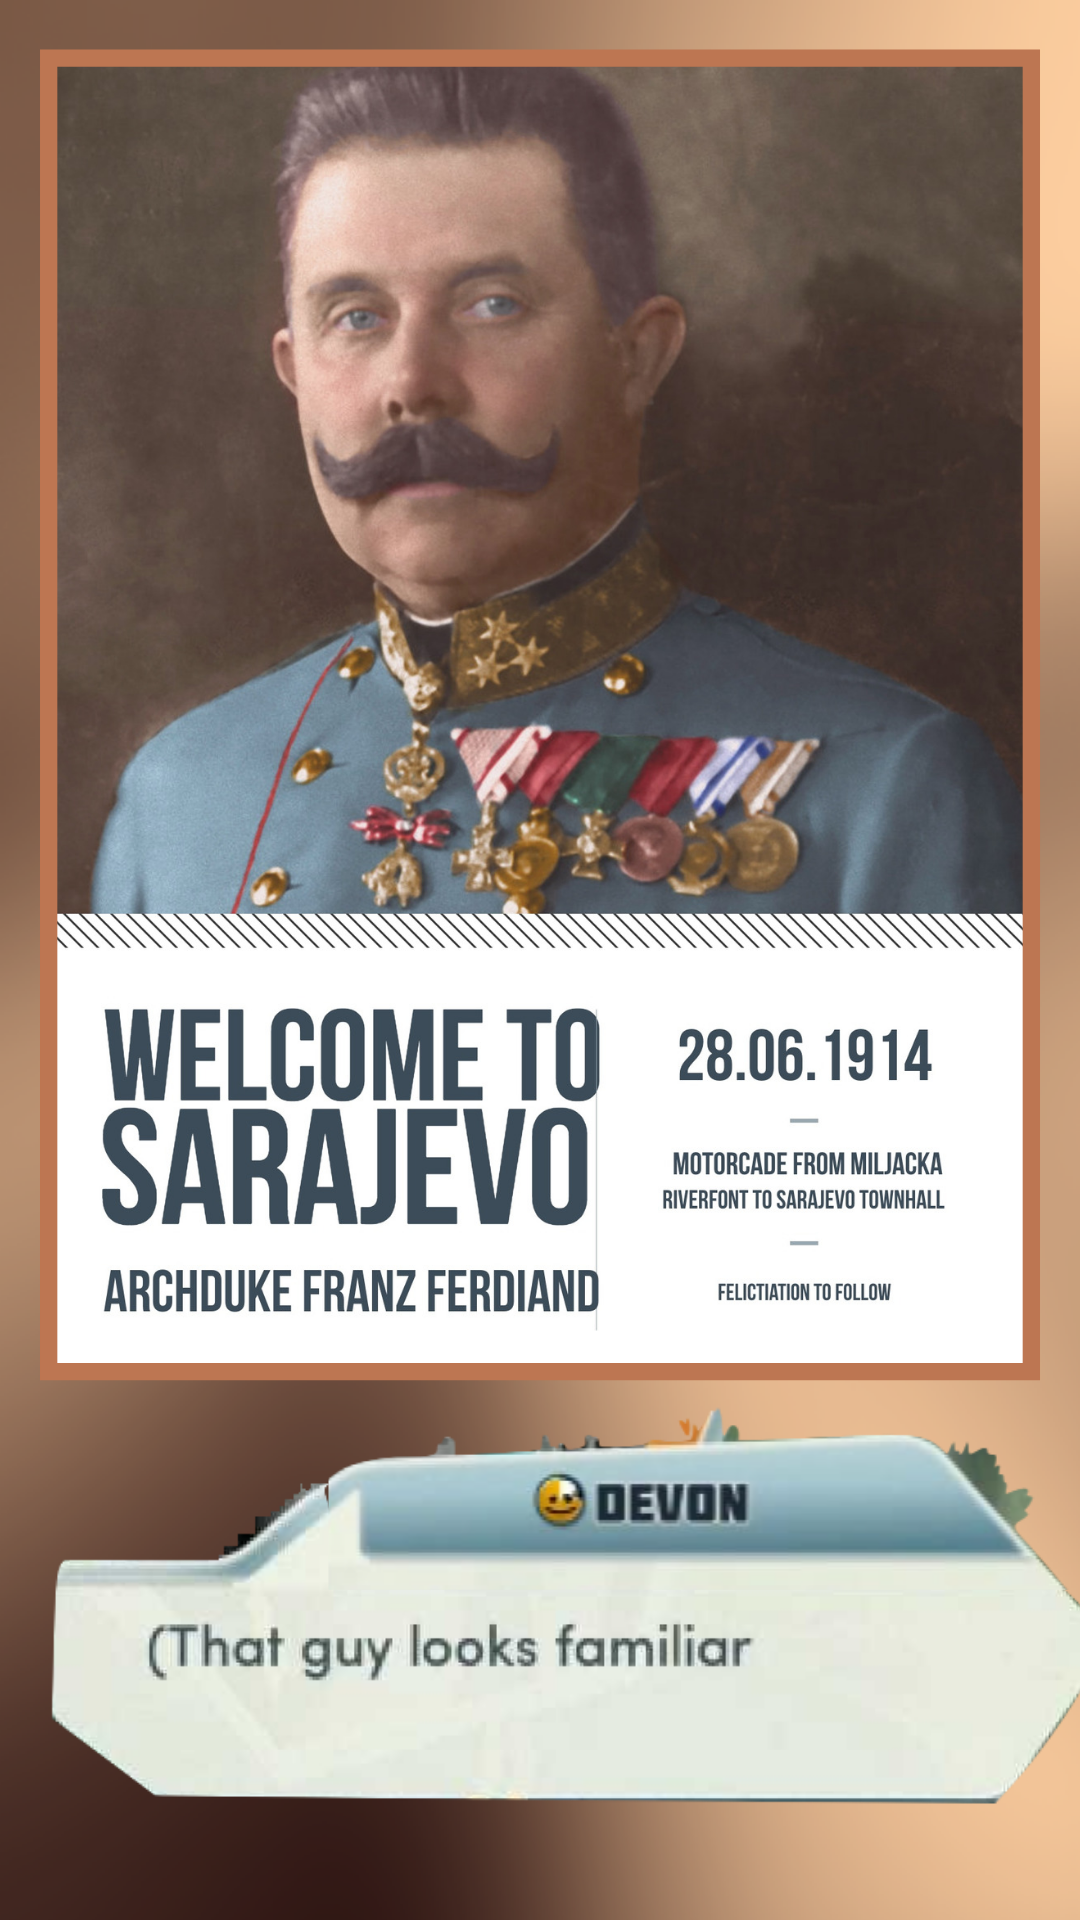 WELCOME TO
SARAJEVO
ARCHDUKE FRANZ FERDIAND
28.06.1914
MOTORCADE FROM MILJACKA
RIVERFONT TO SARAJEVO TOWNHALL
FELICTIATION TO FOLLOW
DEVON
(That guy looks familiar